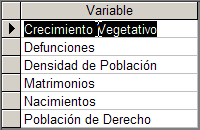 Variable
Crecimiento Vegetativo
Defunciones
Densidad de Población
Matrimonios
Nacimientos
Población de Derecho